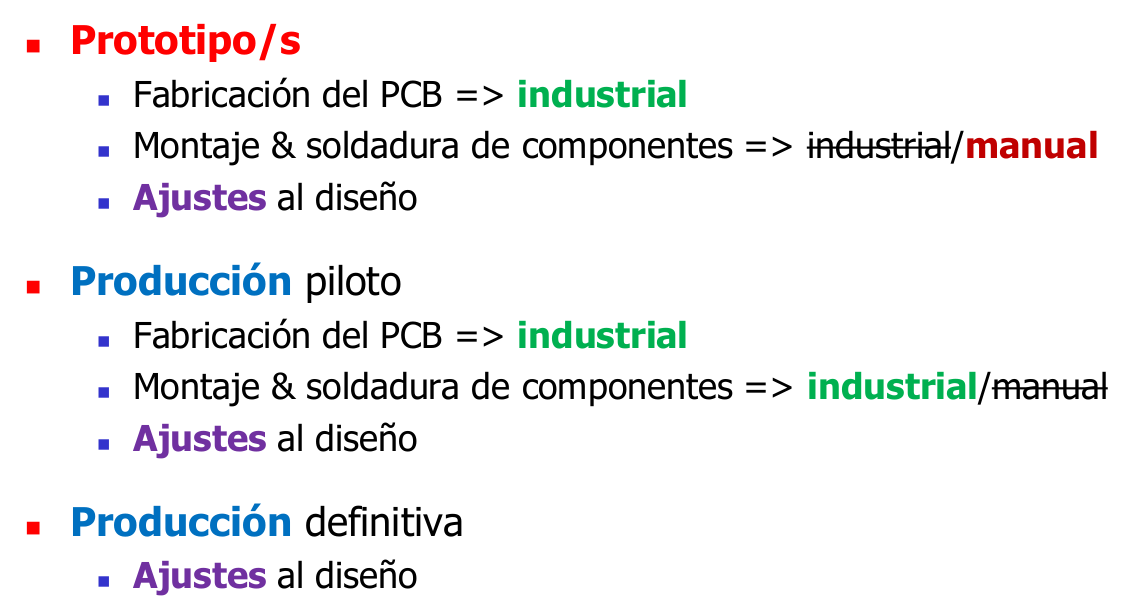 Prototipo/s
Fabricación del PCB => industrial
Montaje & soldadura de componentes => industrial/manual
Ajustes al diseño
Producción piloto
Fabricación del PCB => industrial
Montaje & soldadura de componentes => industrial/manual
Ajustes al diseño
Producción definitiva
Ajustes al diseño